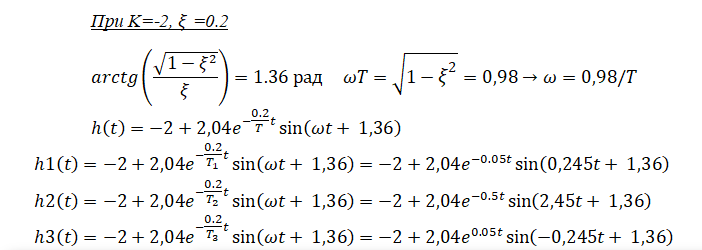 При K=-2, ξ =0.2
arctg(√(1 − ξ²)/ξ) = 1.36 рад ωT = √(1 − ξ²) = 0,98 → ω = 0,98/T
h(t) = −2 + 2,04e^(−(0.2/T)t) sin(ωt + 1,36)
h1(t) = −2 + 2,04e^(−(0.2/T₁)t) sin(ωt + 1,36) = −2 + 2,04e^(−0.05t) sin(0,245t + 1,36)
h2(t) = −2 + 2,04e^(−(0.2/T₂)t) sin(ωt + 1,36) = −2 + 2,04e^(−0.5t) sin(2,45t + 1,36)
h3(t) = −2 + 2,04e^(−(0.2/T₃)t) sin(ωt + 1,36) = −2 + 2,04e^(0.05t) sin(−0,245t + 1,36)